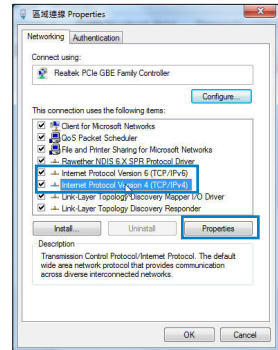 區域連線 Properties
Networking Authentication
Connect using:
Realtek PCIe GBE Family Controller
Configure...
This connection uses the following items:
Client for Microsoft Networks
QoS Packet Scheduler
File and Printer Sharing for Microsoft Networks
Rawether NDIS 6.X SPR Protocol Driver
Internet Protocol Version 6 (TCP/IPv6)
Internet Protocol Version 4 (TCP/IPv4)
Link-Layer Topology Discovery Mapper I/O Driver
Link-Layer Topology Discovery Responder
Install... Uninstall Properties
Description
Transmission Control Protocol/Internet Protocol. The default
wide area network protocol that provides communication
across diverse interconnected networks.
OK Cancel